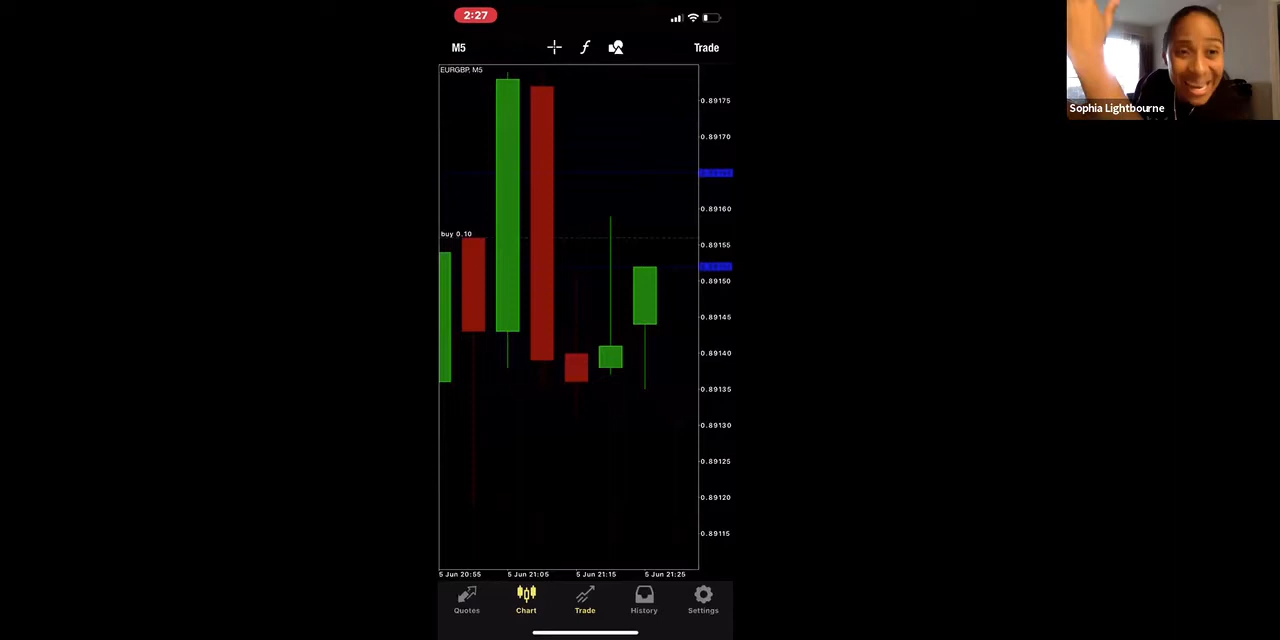 2:27
M5 f Trade
EURGBP, M5
0.89175
0.89170
0.89160
buy 0.10
0.89155
0.89150
0.89145
0.89140
0.89135
0.89130
0.89125
0.89120
0.89115
5 Jun 20:55 5 Jun 21:05 5 Jun 21:15 5 Jun 21:25
Quotes Chart Trade History Settings
Sophia Lightbourne